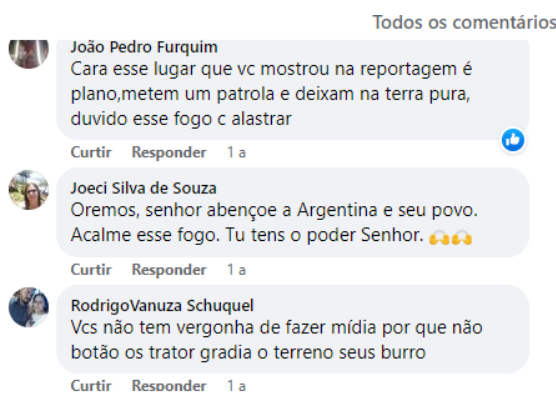 Todos os comentários
João Pedro Furquim
Cara esse lugar que vc mostrou na reportagem é
plano,metem um patrola e deixam na terra pura,
duvido esse fogo c alastrar
Curtir Responder 1 a
Joeci Silva de Souza
Oremos, senhor abençoe a Argentina e seu povo.
Acalme esse fogo. Tu tens o poder Senhor. 🙌🙌
Curtir Responder 1 a
RodrigoVanuza Schuquel
Vcs não tem vergonha de fazer mídia por que não
botão os trator gradia o terreno seus burro
Curtir Responder 1 a